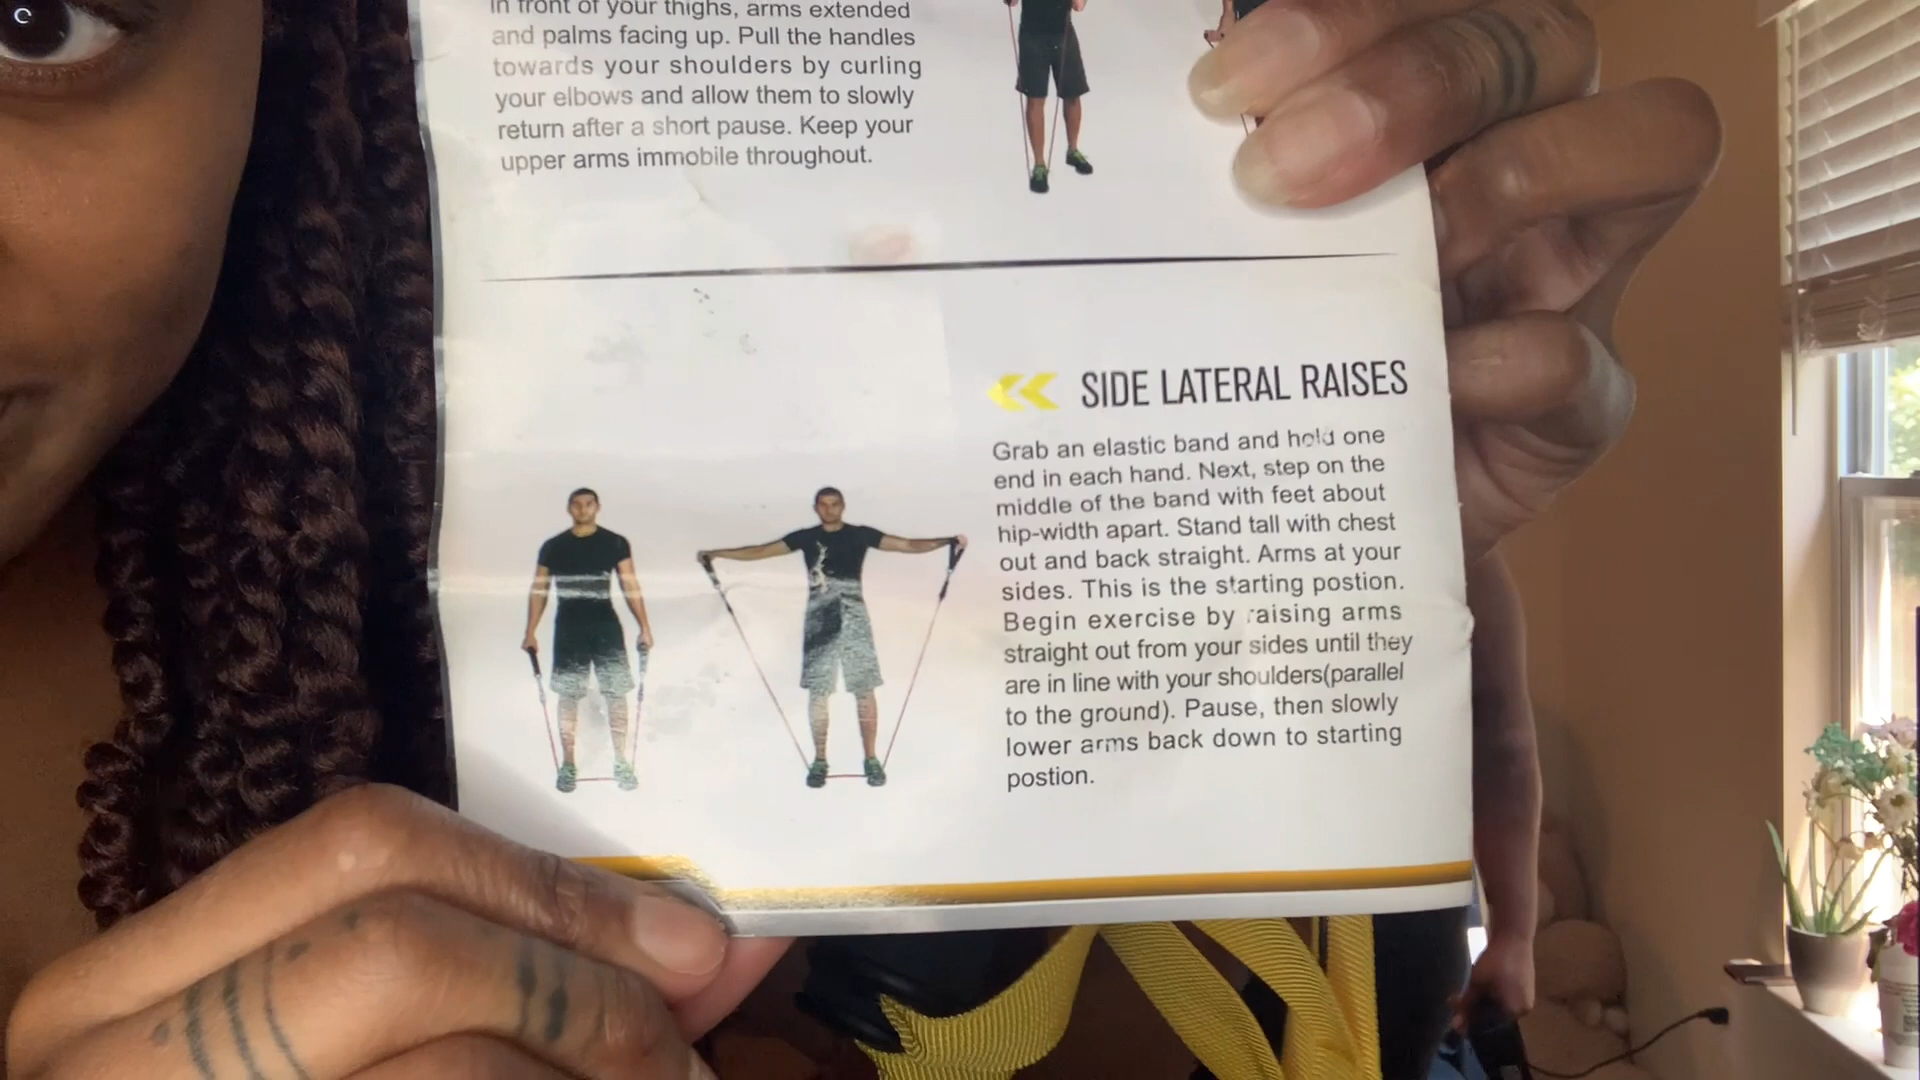 in front of your thighs, arms extended
and palms facing up. Pull the handles
towards your shoulders by curling
your elbows and allow them to slowly
return after a short pause. Keep your
upper arms immobile throughout.
SIDE LATERAL RAISES
Grab an elastic band and hold one
end in each hand. Next, step on the
middle of the band with feet about
hip-width apart. Stand tall with chest
out and back straight. Arms at your
sides. This is the starting postion.
Begin exercise by raising arms
straight out from your sides until they
are in line with your shoulders(parallel
to the ground). Pause, then slowly
lower arms back down to starting
postion.